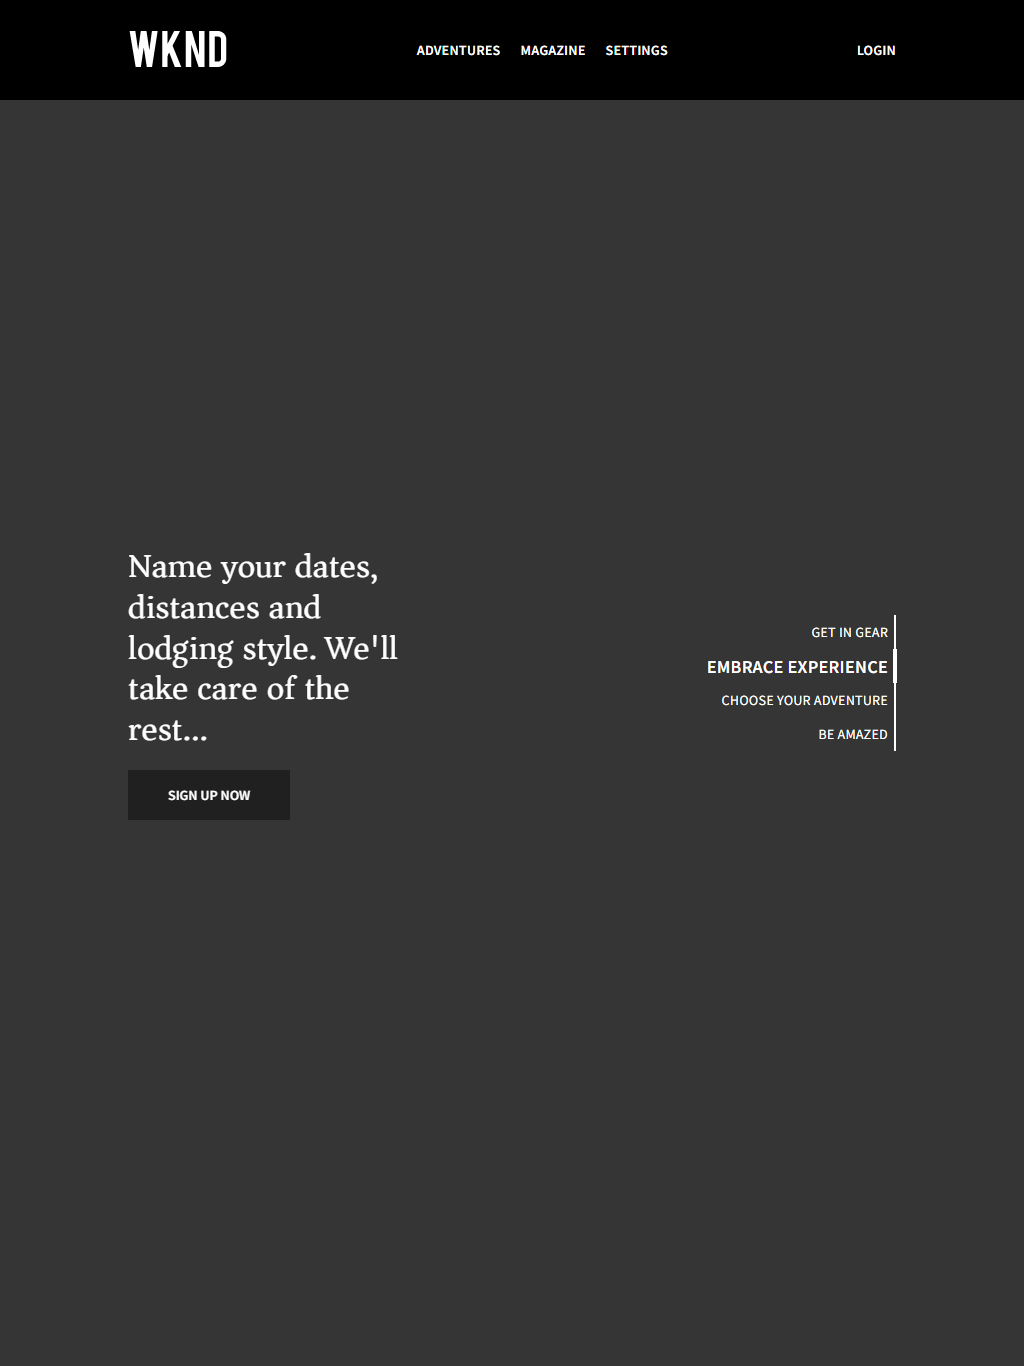 WKND
ADVENTURES MAGAZINE SETTINGS
LOGIN
Name your dates,
distances and
lodging style. We'll
take care of the
rest...
SIGN UP NOW
GET IN GEAR
EMBRACE EXPERIENCE
CHOOSE YOUR ADVENTURE
BE AMAZED